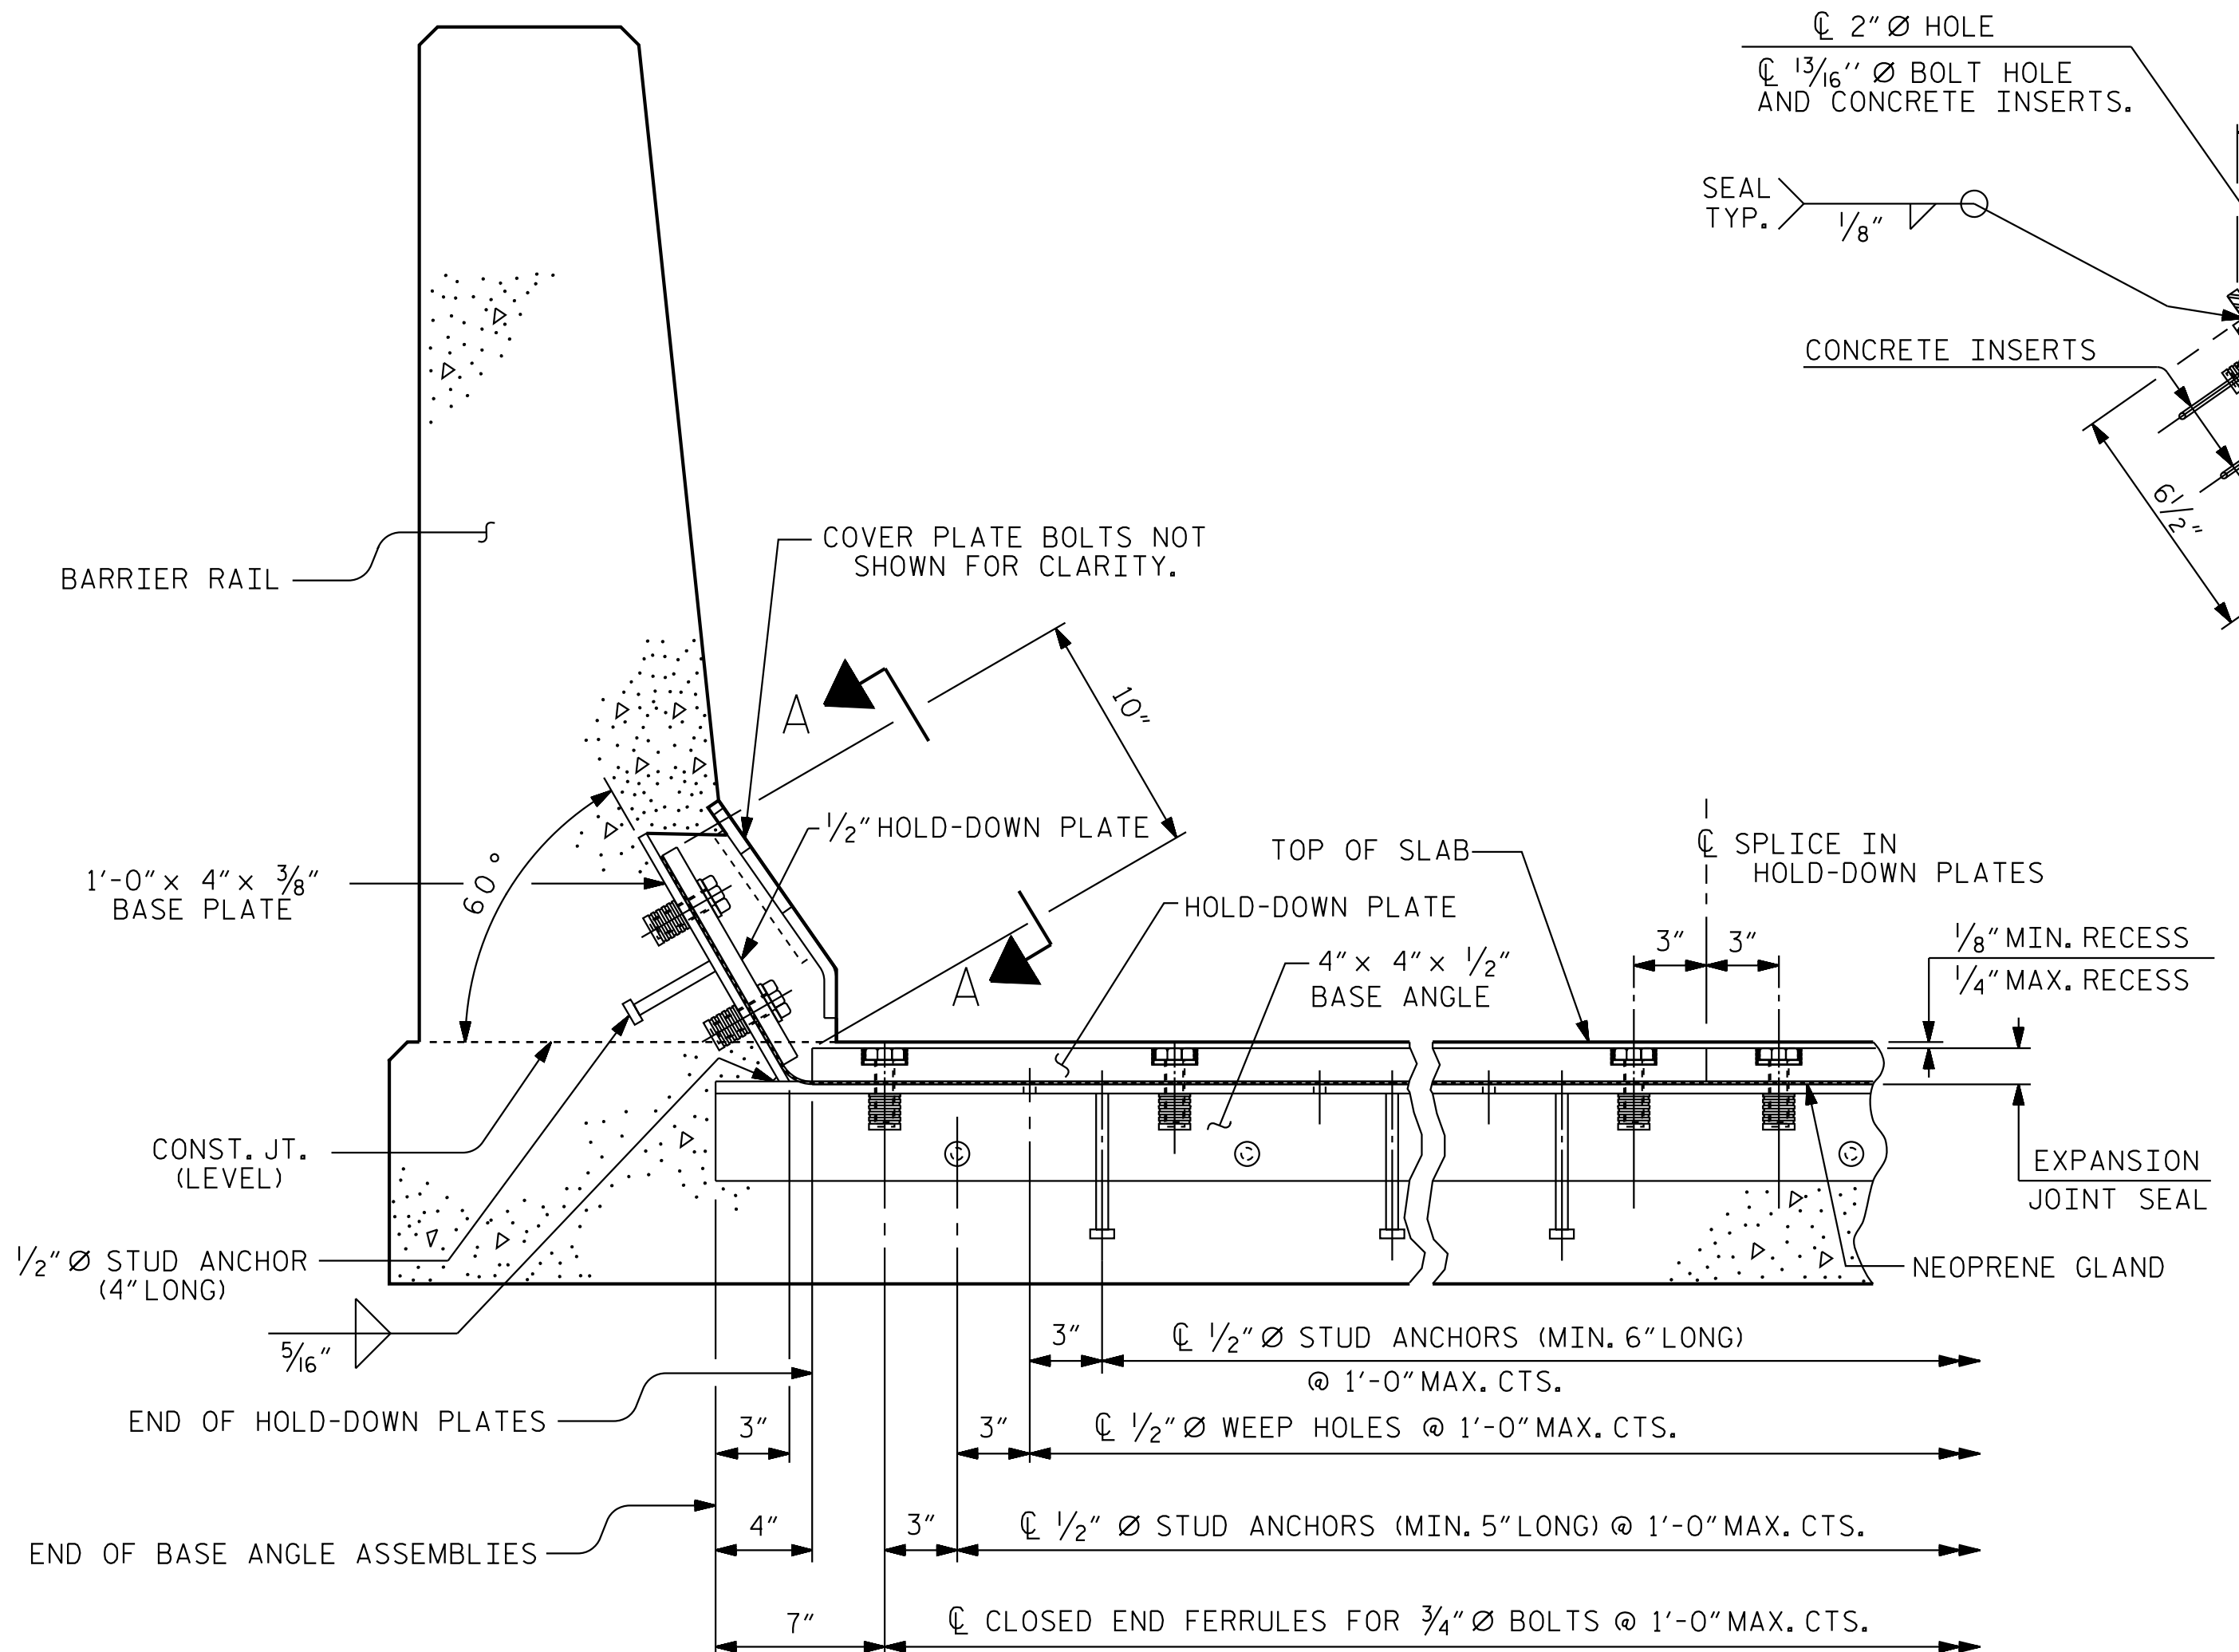 ℄ 2"Ø HOLE
℄ 13/16" Ø BOLT HOLE
AND CONCRETE INSERTS.
SEAL
TYP.
1/8"
CONCRETE INSERTS
6 1/2"
COVER PLATE BOLTS NOT
SHOWN FOR CLARITY.
BARRIER RAIL
A
10"
1/2" HOLD-DOWN PLATE
TOP OF SLAB
℄ SPLICE IN
HOLD-DOWN PLATES
1'-0" x 4" x 3/8"
BASE PLATE
60°
HOLD-DOWN PLATE
3"
3"
1/8" MIN. RECESS
1/4" MAX. RECESS
A
4" x 4" x 1/2"
BASE ANGLE
CONST. JT.
(LEVEL)
EXPANSION
JOINT SEAL
1/2" Ø STUD ANCHOR
(4" LONG)
NEOPRENE GLAND
5/16"
3"
℄ 1/2" Ø STUD ANCHORS (MIN. 6" LONG)
@ 1'-0" MAX. CTS.
END OF HOLD-DOWN PLATES
3"
3"
℄ 1/2" Ø WEEP HOLES @ 1'-0" MAX. CTS.
END OF BASE ANGLE ASSEMBLIES
4"
3"
℄ 1/2" Ø STUD ANCHORS (MIN. 5" LONG) @ 1'-0" MAX. CTS.
7"
℄ CLOSED END FERRULES FOR 3/4" Ø BOLTS @ 1'-0" MAX. CTS.